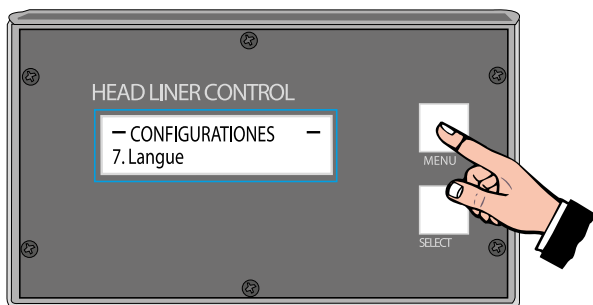 HEAD LINER CONTROL
– CONFIGURATIONES –
7. Langue
MENU
SELECT